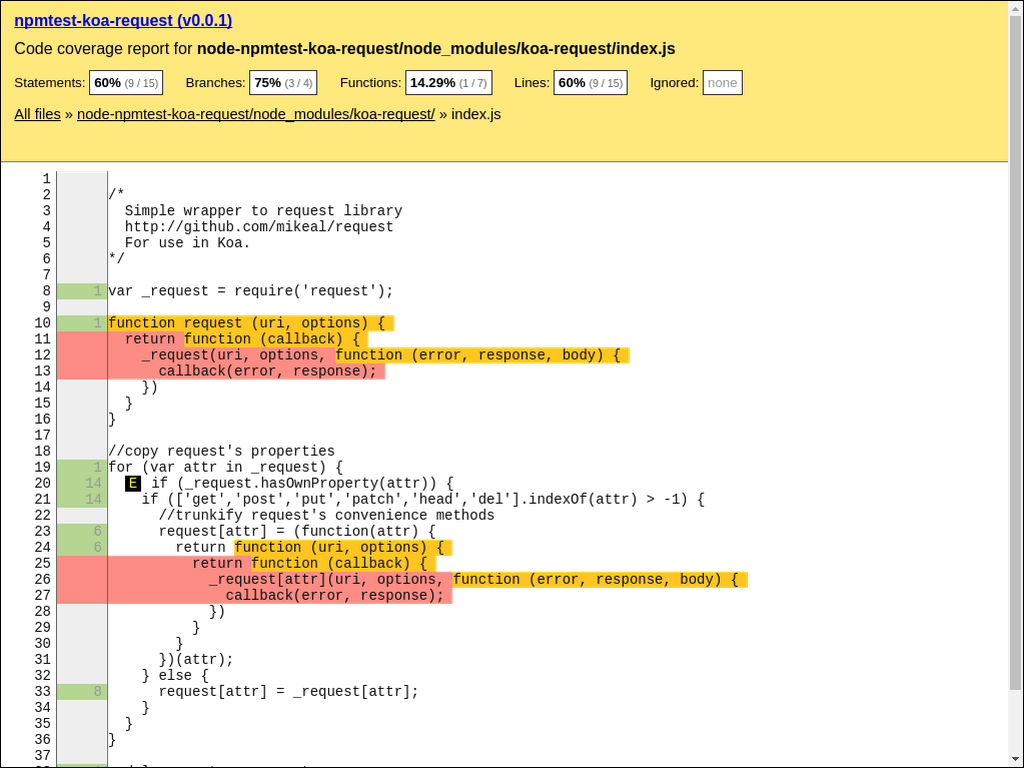 npmtest-koa-request (v0.0.1)
Code coverage report for node-npmtest-koa-request/node_modules/koa-request/index.js
Statements: 60% (9 / 15) Branches: 75% (3 / 4) Functions: 14.29% (1 / 7) Lines: 60% (9 / 15) Ignored: none
All files » node-npmtest-koa-request/node_modules/koa-request/ » index.js
1
2 /*
3   Simple wrapper to request library
4   http://github.com/mikeal/request
5   For use in Koa.
6 */
7
8 1 var _request = require('request');
9
10 1 function request (uri, options) {
11   return function (callback) {
12     _request(uri, options, function (error, response, body) {
13       callback(error, response);
14     })
15   }
16 }
17
18 //copy request's properties
19 1 for (var attr in _request) {
20 14   E if (_request.hasOwnProperty(attr)) {
21 14     if (['get','post','put','patch','head','del'].indexOf(attr) > -1) {
22       //trunkify request's convenience methods
23 6       request[attr] = (function(attr) {
24 6         return function (uri, options) {
25           return function (callback) {
26             _request[attr](uri, options, function (error, response, body) {
27               callback(error, response);
28             })
29           }
30         }
31       })(attr);
32     } else {
33 8       request[attr] = _request[attr];
34     }
35   }
36 }
37